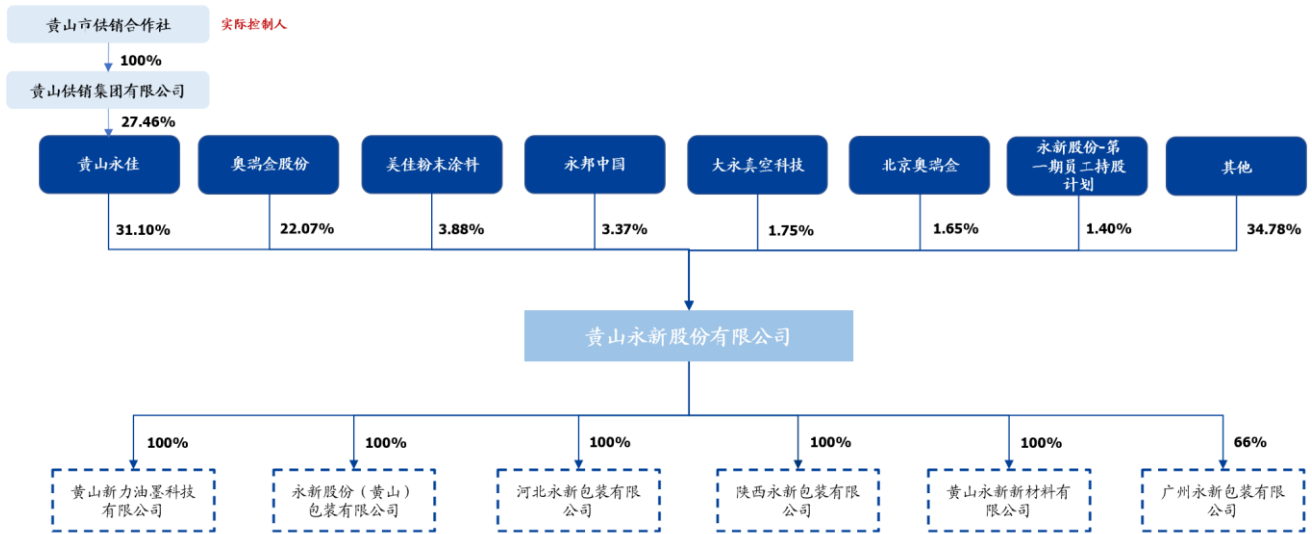 黄山市供销合作社
实际控制人
100%
黄山供销集团有限公司
27.46%
黄山永佳
奥瑞金股份
美佳粉末涂料
永邦中国
大永真空科技
北京奥瑞金
永新股份-第
一期员工持股
计划
其他
31.10%
22.07%
3.88%
3.37%
1.75%
1.65%
1.40%
34.78%
黄山永新股份有限公司
100%
100%
100%
100%
100%
66%
黄山新力油墨科技
有限公司
永新股份（黄山）
包装有限公司
河北永新包装有限
公司
陕西永新包装有限
公司
黄山永新新材料有
限公司
广州永新包装有限
公司